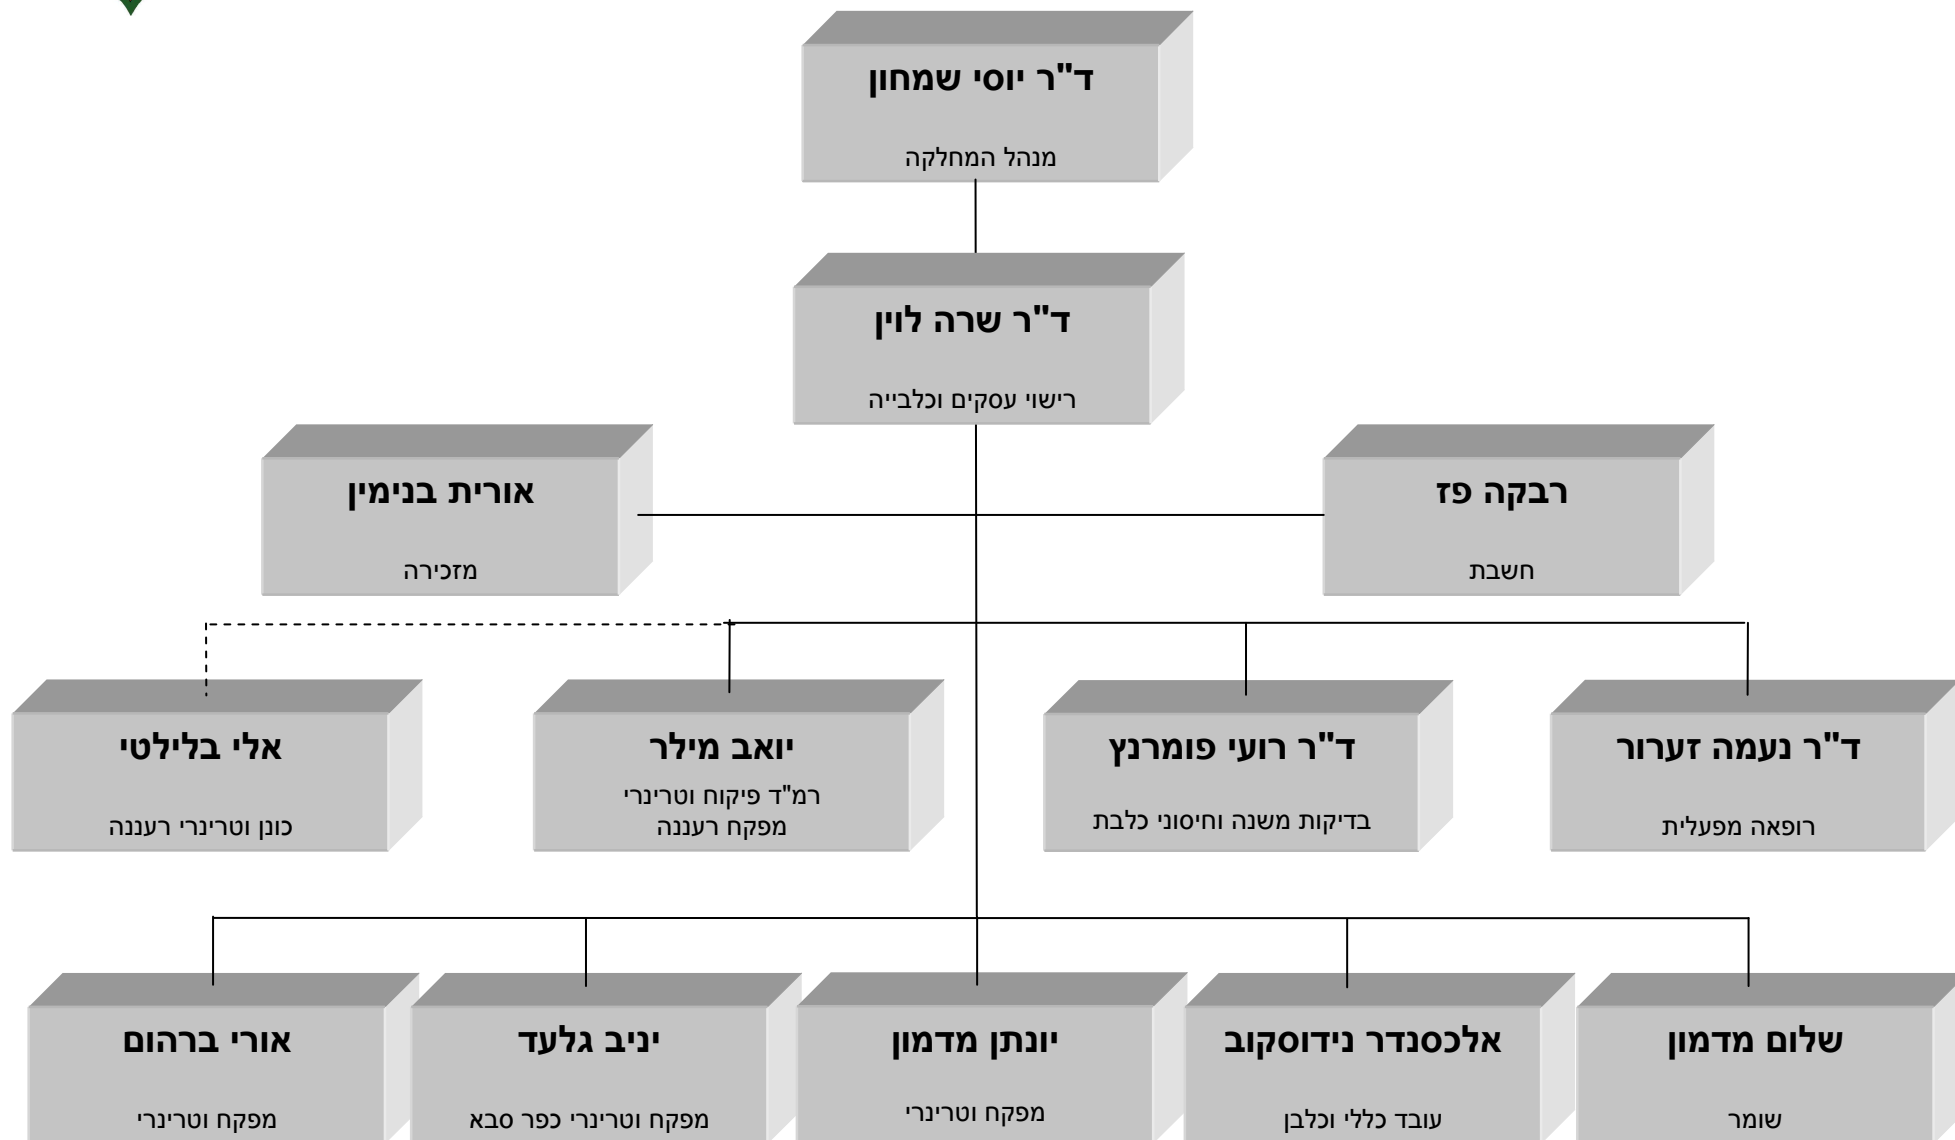 ד"ר יוסי שמחון
מנהל המחלקה
ד"ר שרה לוין
רישוי עסקים וכלבייה
רבקה פז
חשבת
אורית בנימין
מזכירה
ד"ר נעמה זערור
רופאה מפעלית
ד"ר רועי פומרנץ
בדיקות משנה וחיסוני כלבת
יואב מילר
רמ"ד פיקוח וטרינרי
מפקח רעננה
אלי בלילטי
כונן וטרינרי רעננה
שלום מדמון
שומר
אלכסנדר נידוסקוב
עובד כללי וכלבן
יונתן מדמון
מפקח וטרינרי
יניב גלעד
מפקח וטרינרי כפר סבא
אורי ברהום
מפקח וטרינרי